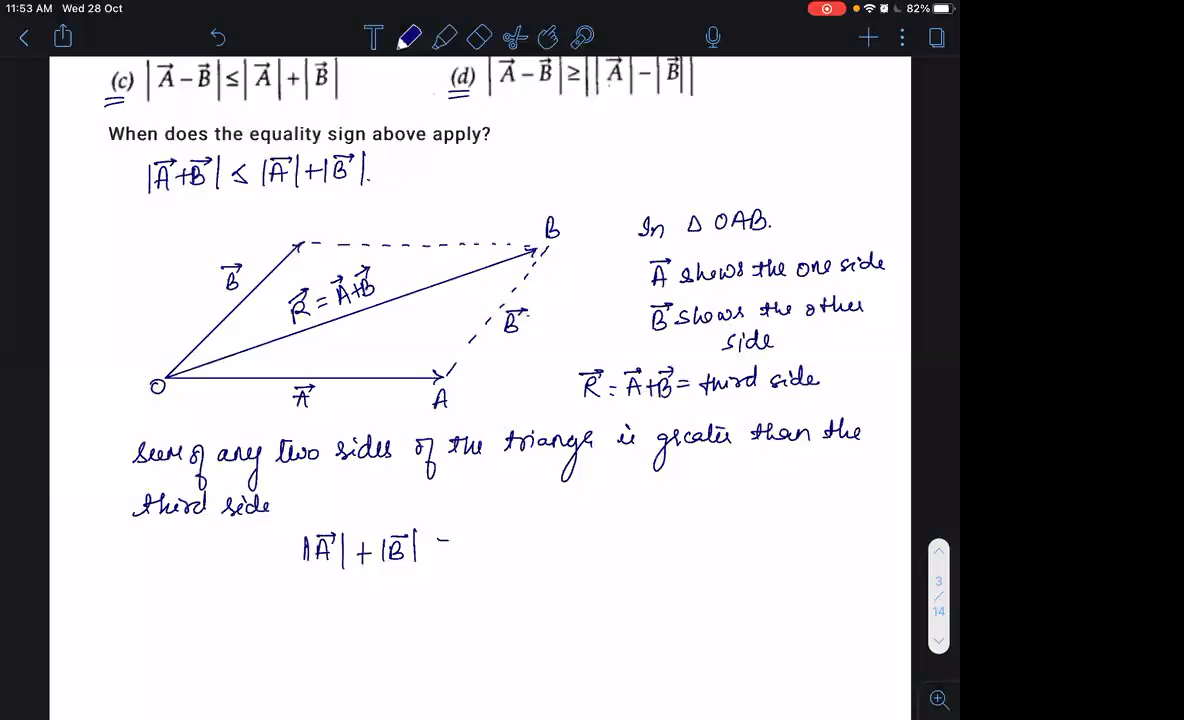 11:53 AM Wed 28 Oct
82%
T
(c) |A⃗ − B⃗| ≤ |A⃗| + |B⃗| (d) |A⃗ − B⃗| ≥ ||A⃗| − |B⃗||
When does the equality sign above apply?
|A⃗+B⃗| ≤ |A⃗|+|B⃗|.
B
In △ OAB.
B⃗
A⃗ shows the one side
R⃗ = A⃗+B⃗
B⃗
B⃗ shows the other
side
O
A⃗
A
R⃗ = A⃗+B⃗ = third side
sum of any two sides of the triangle is greater than the
third side
|A⃗| + |B⃗|
3
/
14